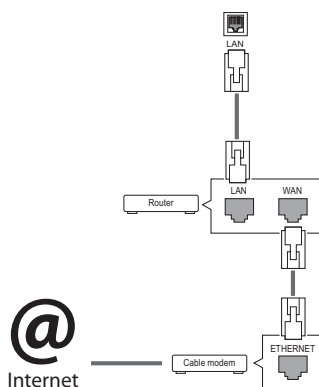 LAN
LAN
WAN
Router
ETHERNET
@
Cable modem
Internet